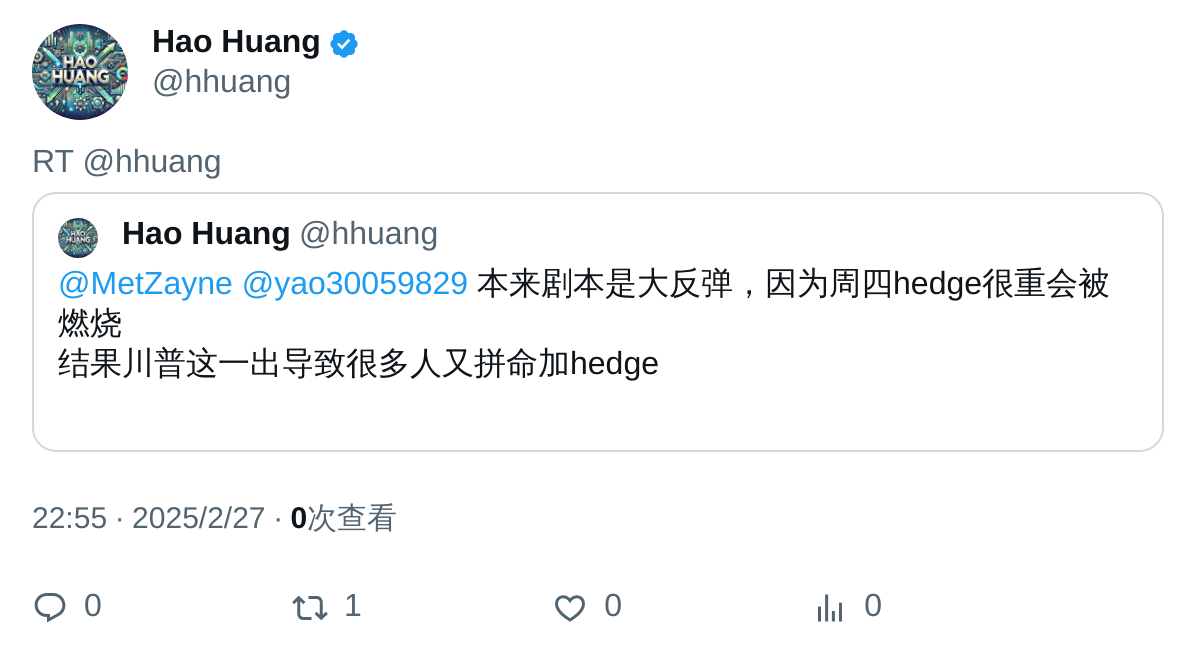 HAO
HUANG
Hao Huang
@hhuang
RT @hhuang
HAO
HUANG
Hao Huang @hhuang
@MetZayne @yao30059829 本来剧本是大反弹，因为周四hedge很重会被
燃烧
结果川普这一出导致很多人又拼命加hedge
22:55 · 2025/2/27 · 0次查看
0 1 0 0